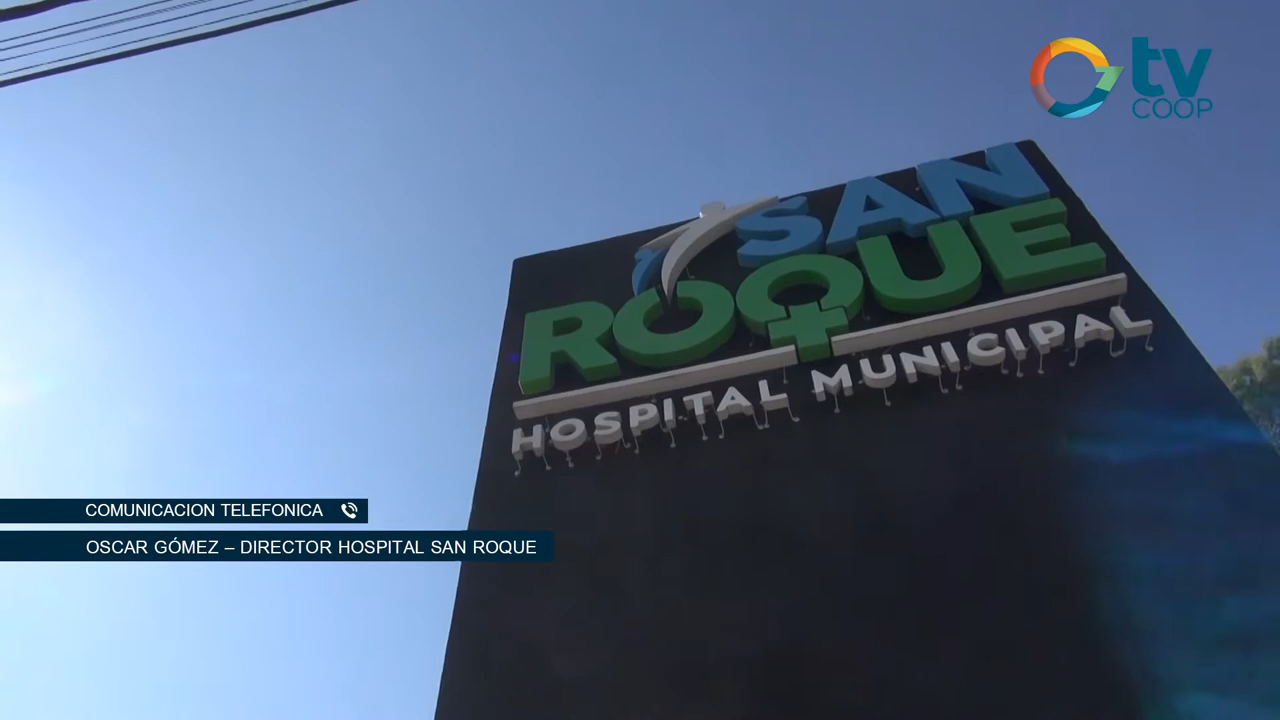 tv
COOP
SAN
ROQUE
HOSPITAL MUNICIPAL
COMUNICACION TELEFONICA
OSCAR GÓMEZ – DIRECTOR HOSPITAL SAN ROQUE